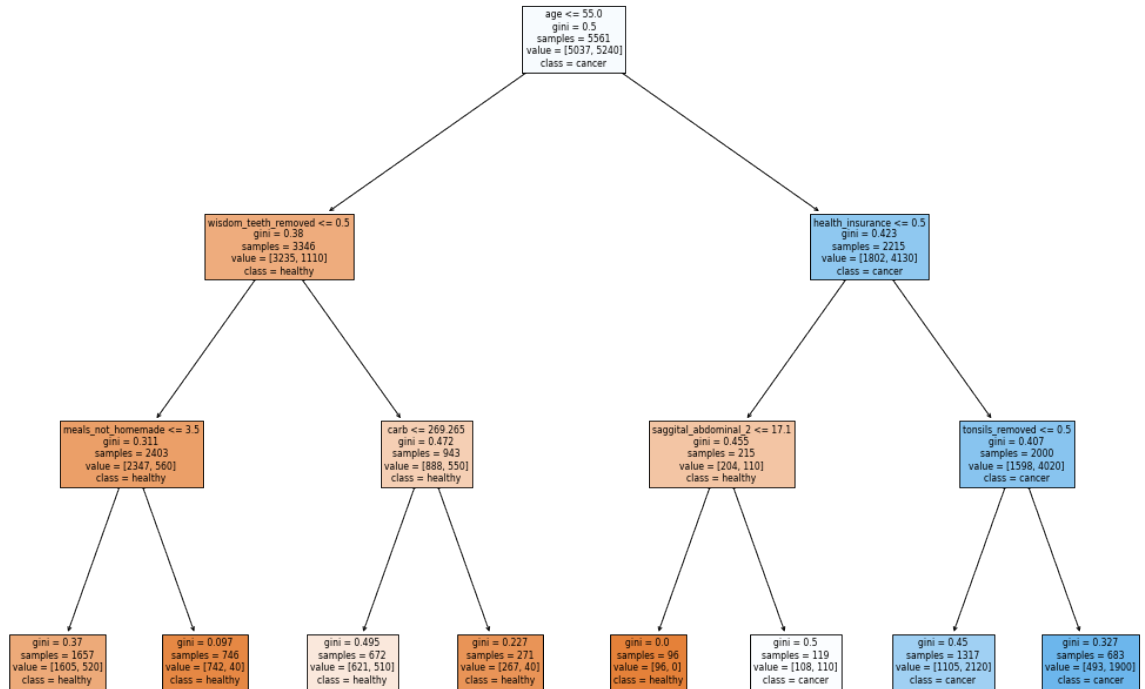 age <= 55.0
gini = 0.5
samples = 5561
value = [5037, 5240]
class = cancer
wisdom_teeth_removed <= 0.5
gini = 0.38
samples = 3346
value = [3235, 1110]
class = healthy
health_insurance <= 0.5
gini = 0.423
samples = 2215
value = [1802, 4130]
class = cancer
meals_not_homemade <= 3.5
gini = 0.311
samples = 2403
value = [2347, 560]
class = healthy
carb <= 269.265
gini = 0.472
samples = 943
value = [888, 550]
class = healthy
saggital_abdominal_2 <= 17.1
gini = 0.455
samples = 215
value = [204, 110]
class = healthy
tonsils_removed <= 0.5
gini = 0.407
samples = 2000
value = [1598, 4020]
class = cancer
gini = 0.37
samples = 1657
value = [1605, 520]
class = healthy
gini = 0.097
samples = 746
value = [742, 40]
class = healthy
gini = 0.495
samples = 672
value = [621, 510]
class = healthy
gini = 0.227
samples = 271
value = [267, 40]
class = healthy
gini = 0.0
samples = 96
value = [96, 0]
class = healthy
gini = 0.5
samples = 119
value = [108, 110]
class = cancer
gini = 0.45
samples = 1317
value = [1105, 2120]
class = cancer
gini = 0.327
samples = 683
value = [493, 1900]
class = cancer